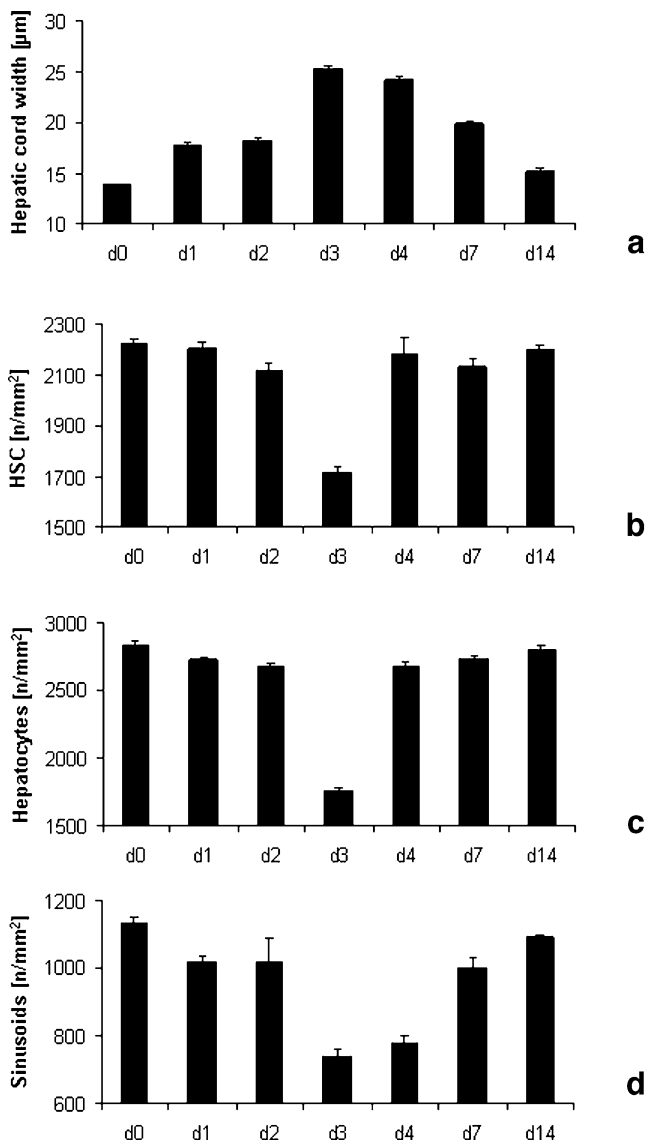 Hepatic cord width [µm]
30
25
20
15
10
d0 d1 d2 d3 d4 d7 d14
a
HSC [n/mm²]
2300
2100
1900
1700
1500
d0 d1 d2 d3 d4 d7 d14
b
Hepatocytes [n/mm²]
3000
2500
2000
1500
d0 d1 d2 d3 d4 d7 d14
c
Sinusoids [n/mm²]
1200
1000
800
600
d0 d1 d2 d3 d4 d7 d14
d